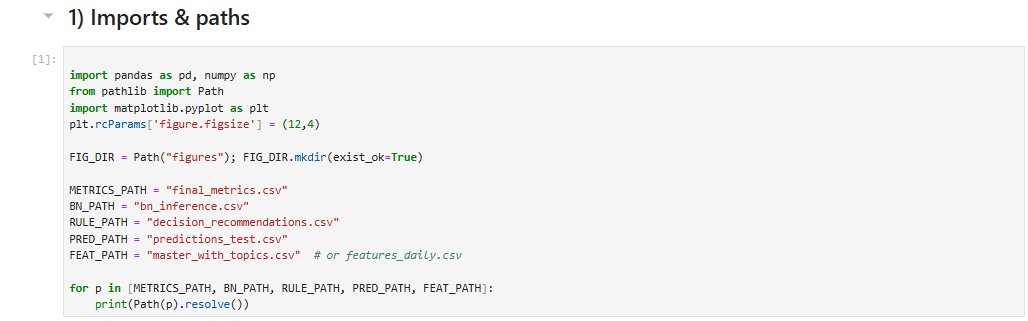 1) Imports & paths
[1]:
import pandas as pd, numpy as np
from pathlib import Path
import matplotlib.pyplot as plt
plt.rcParams['figure.figsize'] = (12,4)
FIG_DIR = Path("figures"); FIG_DIR.mkdir(exist_ok=True)
METRICS_PATH = "final_metrics.csv"
BN_PATH = "bn_inference.csv"
RULE_PATH = "decision_recommendations.csv"
PRED_PATH = "predictions_test.csv"
FEAT_PATH = "master_with_topics.csv"  # or features_daily.csv
for p in [METRICS_PATH, BN_PATH, RULE_PATH, PRED_PATH, FEAT_PATH]:
    print(Path(p).resolve())